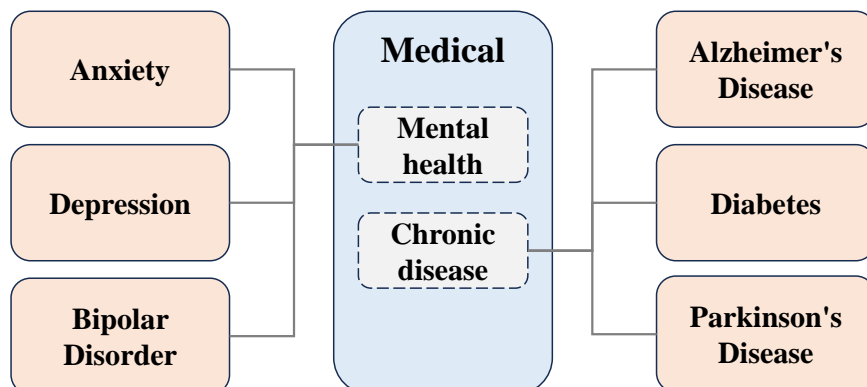 Anxiety
Depression
Bipolar
Disorder
Medical
Mental
health
Chronic
disease
Alzheimer's
Disease
Diabetes
Parkinson's
Disease